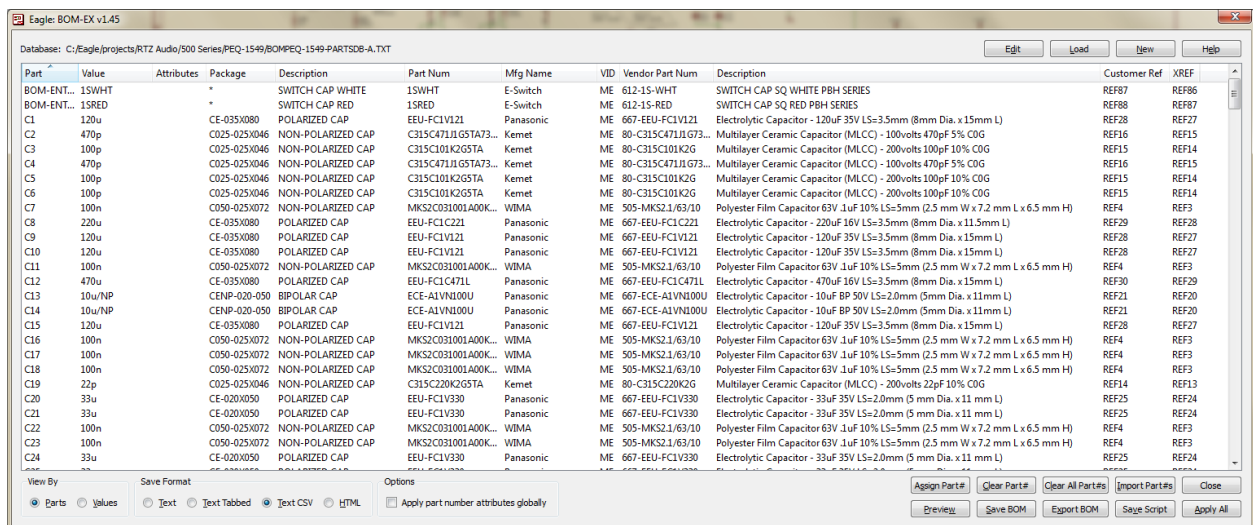 Eagle: BOM-EX v1.45
Database: C:/Eagle/projects/RTZ Audio/500 Series/PEQ-1549/BOMPEQ-1549-PARTSDB-A.TXT Edit Load New Help
Part Value Attributes Package Description Part Num Mfg Name VID Vendor Part Num Description Customer Ref XREF
BOM-ENT... 1SWHT * SWITCH CAP WHITE 1SWHT E-Switch ME 612-1S-WHT SWITCH CAP SQ WHITE PBH SERIES REF87 REF86
BOM-ENT... 1SRED * SWITCH CAP RED 1SRED E-Switch ME 612-1S-RED SWITCH CAP SQ RED PBH SERIES REF88 REF87
C1 120u CE-035X080 POLARIZED CAP EEU-FC1V121 Panasonic ME 667-EEU-FC1V121 Electrolytic Capacitor - 120uF 35V LS=3.5mm (8mm Dia. x 15mm L) REF28 REF27
C2 470p C025-025X046 NON-POLARIZED CAP C315C471J1G5TA73... Kemet ME 80-C315C471J1G73... Multilayer Ceramic Capacitor (MLCC) - 100volts 470pF 5% C0G REF16 REF15
C3 100p C025-025X046 NON-POLARIZED CAP C315C101K2G5TA Kemet ME 80-C315C101K2G Multilayer Ceramic Capacitor (MLCC) - 200volts 100pF 10% C0G REF15 REF14
C4 470p C025-025X046 NON-POLARIZED CAP C315C471J1G5TA73... Kemet ME 80-C315C471J1G73... Multilayer Ceramic Capacitor (MLCC) - 100volts 470pF 5% C0G REF16 REF15
C5 100p C025-025X046 NON-POLARIZED CAP C315C101K2G5TA Kemet ME 80-C315C101K2G Multilayer Ceramic Capacitor (MLCC) - 200volts 100pF 10% C0G REF15 REF14
C6 100p C025-025X046 NON-POLARIZED CAP C315C101K2G5TA Kemet ME 80-C315C101K2G Multilayer Ceramic Capacitor (MLCC) - 200volts 100pF 10% C0G REF15 REF14
C7 100n C050-025X072 NON-POLARIZED CAP MKS2C031001A00K... WIMA ME 505-MKS2.1/63/10 Polyester Film Capacitor 63V .1uF 10% LS=5mm (2.5 mm W x 7.2 mm L x 6.5 mm H) REF4 REF3
C8 220u CE-035X080 POLARIZED CAP EEU-FC1C221 Panasonic ME 667-EEU-FC1C221 Electrolytic Capacitor - 220uF 16V LS=3.5mm (8mm Dia. x 11.5mm L) REF29 REF28
C9 120u CE-035X080 POLARIZED CAP EEU-FC1V121 Panasonic ME 667-EEU-FC1V121 Electrolytic Capacitor - 120uF 35V LS=3.5mm (8mm Dia. x 15mm L) REF28 REF27
C10 120u CE-035X080 POLARIZED CAP EEU-FC1V121 Panasonic ME 667-EEU-FC1V121 Electrolytic Capacitor - 120uF 35V LS=3.5mm (8mm Dia. x 15mm L) REF28 REF27
C11 100n C050-025X072 NON-POLARIZED CAP MKS2C031001A00K... WIMA ME 505-MKS2.1/63/10 Polyester Film Capacitor 63V .1uF 10% LS=5mm (2.5 mm W x 7.2 mm L x 6.5 mm H) REF4 REF3
C12 470u CE-035X080 POLARIZED CAP EEU-FC1C471L Panasonic ME 667-EEU-FC1C471L Electrolytic Capacitor - 470uF 16V LS=3.5mm (8mm Dia. x 20mm L) REF30 REF29
C13 10u/NP CENP-020-050 BIPOLAR CAP ECE-A1VN100U Panasonic ME 667-ECE-A1VN100U Electrolytic Capacitor - 10uF BP 50V LS=2.0mm (5mm Dia. x 11mm L) REF21 REF20
C14 10u/NP CENP-020-050 BIPOLAR CAP ECE-A1VN100U Panasonic ME 667-ECE-A1VN100U Electrolytic Capacitor - 10uF BP 50V LS=2.0mm (5mm Dia. x 11mm L) REF21 REF20
C15 120u CE-035X080 POLARIZED CAP EEU-FC1V121 Panasonic ME 667-EEU-FC1V121 Electrolytic Capacitor - 120uF 35V LS=3.5mm (8mm Dia. x 15mm L) REF28 REF27
C16 100n C050-025X072 NON-POLARIZED CAP MKS2C031001A00K... WIMA ME 505-MKS2.1/63/10 Polyester Film Capacitor 63V .1uF 10% LS=5mm (2.5 mm W x 7.2 mm L x 6.5 mm H) REF4 REF3
C17 100n C050-025X072 NON-POLARIZED CAP MKS2C031001A00K... WIMA ME 505-MKS2.1/63/10 Polyester Film Capacitor 63V .1uF 10% LS=5mm (2.5 mm W x 7.2 mm L x 6.5 mm H) REF4 REF3
C18 100n C050-025X072 NON-POLARIZED CAP MKS2C031001A00K... WIMA ME 505-MKS2.1/63/10 Polyester Film Capacitor 63V .1uF 10% LS=5mm (2.5 mm W x 7.2 mm L x 6.5 mm H) REF4 REF3
C19 22p C025-025X046 NON-POLARIZED CAP C315C220K2G5TA Kemet ME 80-C315C220K2G Multilayer Ceramic Capacitor (MLCC) - 200volts 22pF 10% C0G REF14 REF13
C20 33u CE-020X050 POLARIZED CAP EEU-FC1V330 Panasonic ME 667-EEU-FC1V330 Electrolytic Capacitor - 33uF 35V LS=2.0mm (5 mm Dia. x 11 mm L) REF25 REF24
C21 33u CE-020X050 POLARIZED CAP EEU-FC1V330 Panasonic ME 667-EEU-FC1V330 Electrolytic Capacitor - 33uF 35V LS=2.0mm (5 mm Dia. x 11 mm L) REF25 REF24
C22 100n C050-025X072 NON-POLARIZED CAP MKS2C031001A00K... WIMA ME 505-MKS2.1/63/10 Polyester Film Capacitor 63V .1uF 10% LS=5mm (2.5 mm W x 7.2 mm L x 6.5 mm H) REF4 REF3
C23 100n C050-025X072 NON-POLARIZED CAP MKS2C031001A00K... WIMA ME 505-MKS2.1/63/10 Polyester Film Capacitor 63V .1uF 10% LS=5mm (2.5 mm W x 7.2 mm L x 6.5 mm H) REF4 REF3
C24 33u CE-020X050 POLARIZED CAP EEU-FC1V330 Panasonic ME 667-EEU-FC1V330 Electrolytic Capacitor - 33uF 35V LS=2.0mm (5 mm Dia. x 11 mm L) REF25 REF24
View By Save Format Options Assign Part# Clear Part# Clear All Part#s Import Part#s Close
Parts Values Text Text Tabbed Text CSV HTML Apply part number attributes globally
Preview Save BOM Export BOM Save Script Apply All